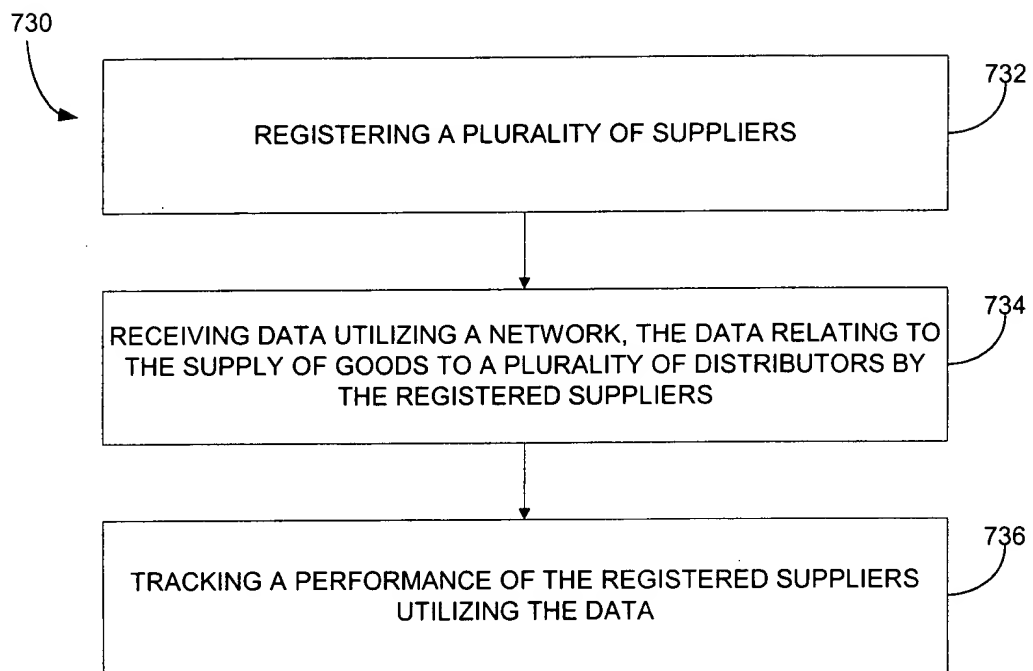 730
732
REGISTERING A PLURALITY OF SUPPLIERS
734
RECEIVING DATA UTILIZING A NETWORK, THE DATA RELATING TO
THE SUPPLY OF GOODS TO A PLURALITY OF DISTRIBUTORS BY
THE REGISTERED SUPPLIERS
736
TRACKING A PERFORMANCE OF THE REGISTERED SUPPLIERS
UTILIZING THE DATA